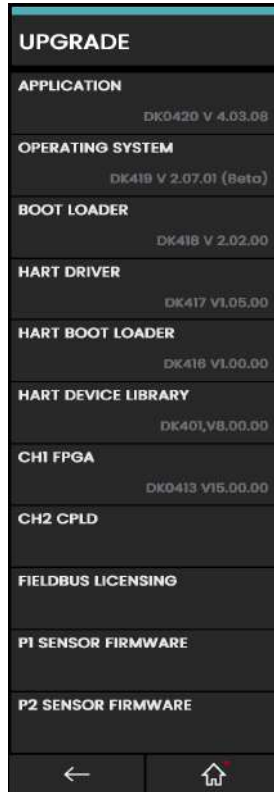 UPGRADE
APPLICATION
DK0420 V 4.03.08
OPERATING SYSTEM
DK419 V 2.07.01 (Beta)
BOOT LOADER
DK418 V 2.02.00
HART DRIVER
DK417 V1.05.00
HART BOOT LOADER
DK416 V1.00.00
HART DEVICE LIBRARY
DK401,V8.00.00
CH1 FPGA
DK0413 V15.00.00
CH2 CPLD
FIELDBUS LICENSING
P1 SENSOR FIRMWARE
P2 SENSOR FIRMWARE